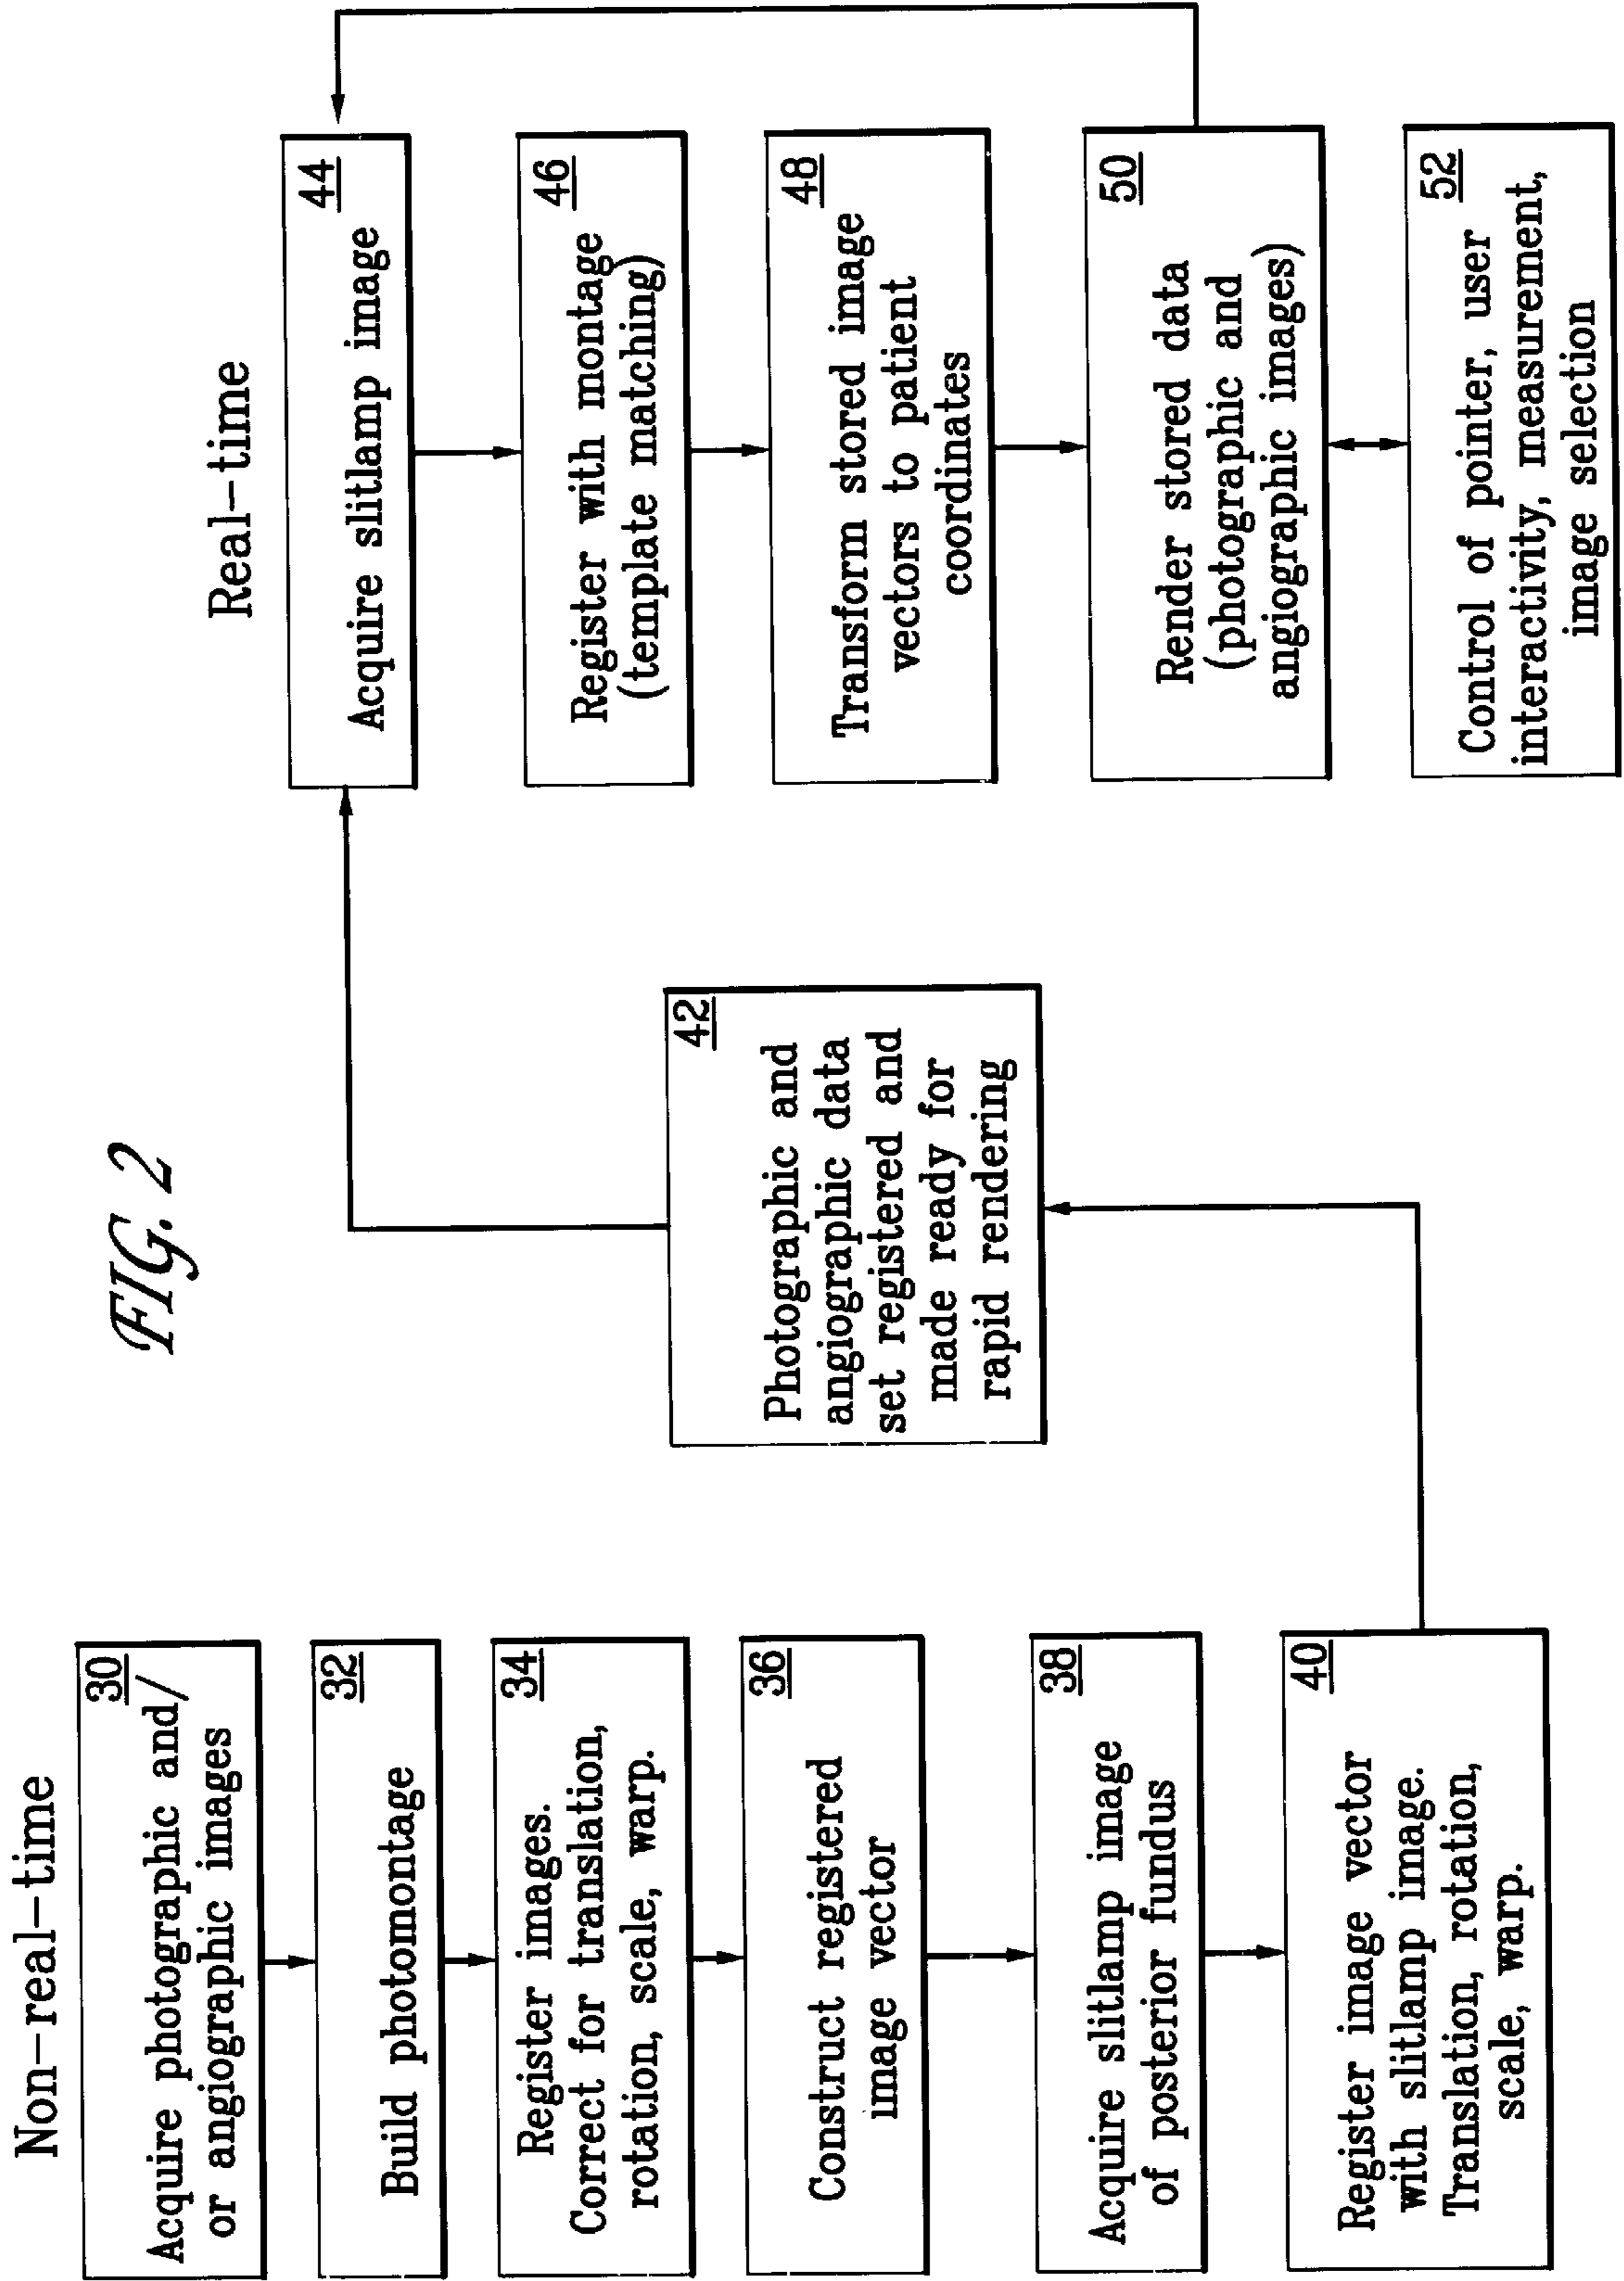 FIG. 2
Non-real-time
30
Acquire photographic and/
or angiographic images
32
Build photomontage
34
Register images.
Correct for translation,
rotation, scale, warp.
36
Construct registered
image vector
38
Acquire slitlamp image
of posterior fundus
40
Register image vector
with slitlamp image.
Translation, rotation,
scale, warp.
42
Photographic and
angiographic data
set registered and
made ready for
rapid rendering
Real-time
44
Acquire slitlamp image
46
Register with montage
(template matching)
48
Transform stored image
vectors to patient
coordinates
50
Render stored data
(photographic and
angiographic images)
52
Control of pointer, user
interactivity, measurement,
image selection